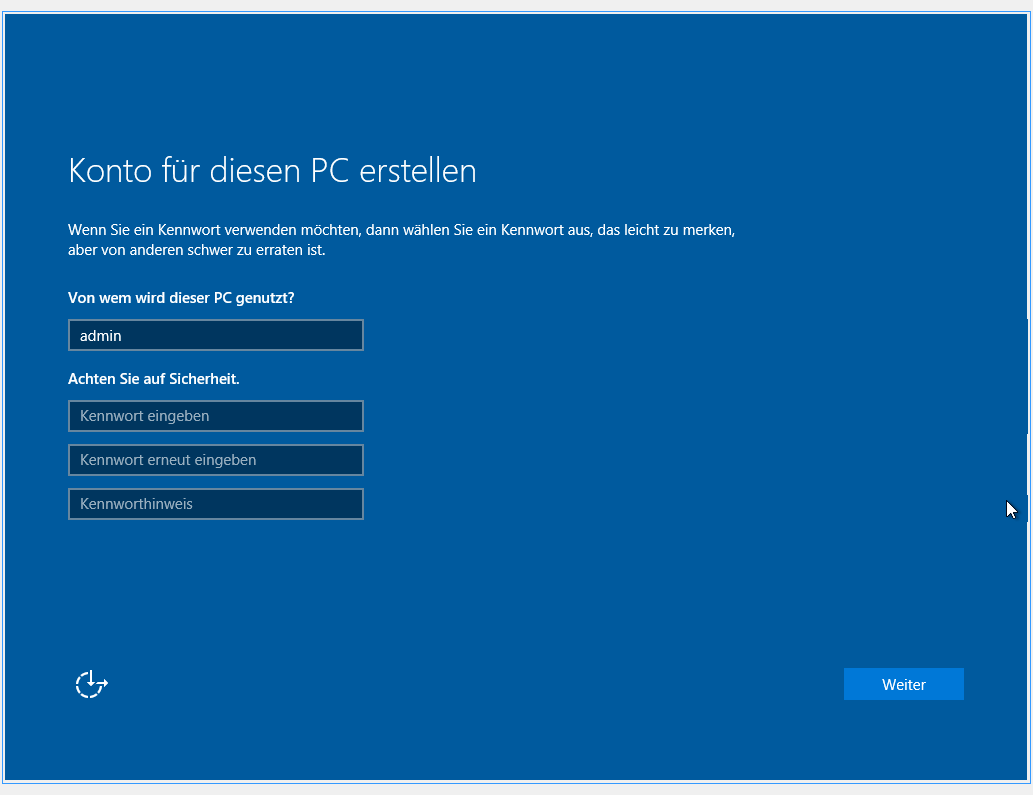 Konto für diesen PC erstellen
Wenn Sie ein Kennwort verwenden möchten, dann wählen Sie ein Kennwort aus, das leicht zu merken,
aber von anderen schwer zu erraten ist.
Von wem wird dieser PC genutzt?
admin
Achten Sie auf Sicherheit.
Kennwort eingeben
Kennwort erneut eingeben
Kennworthinweis
Weiter